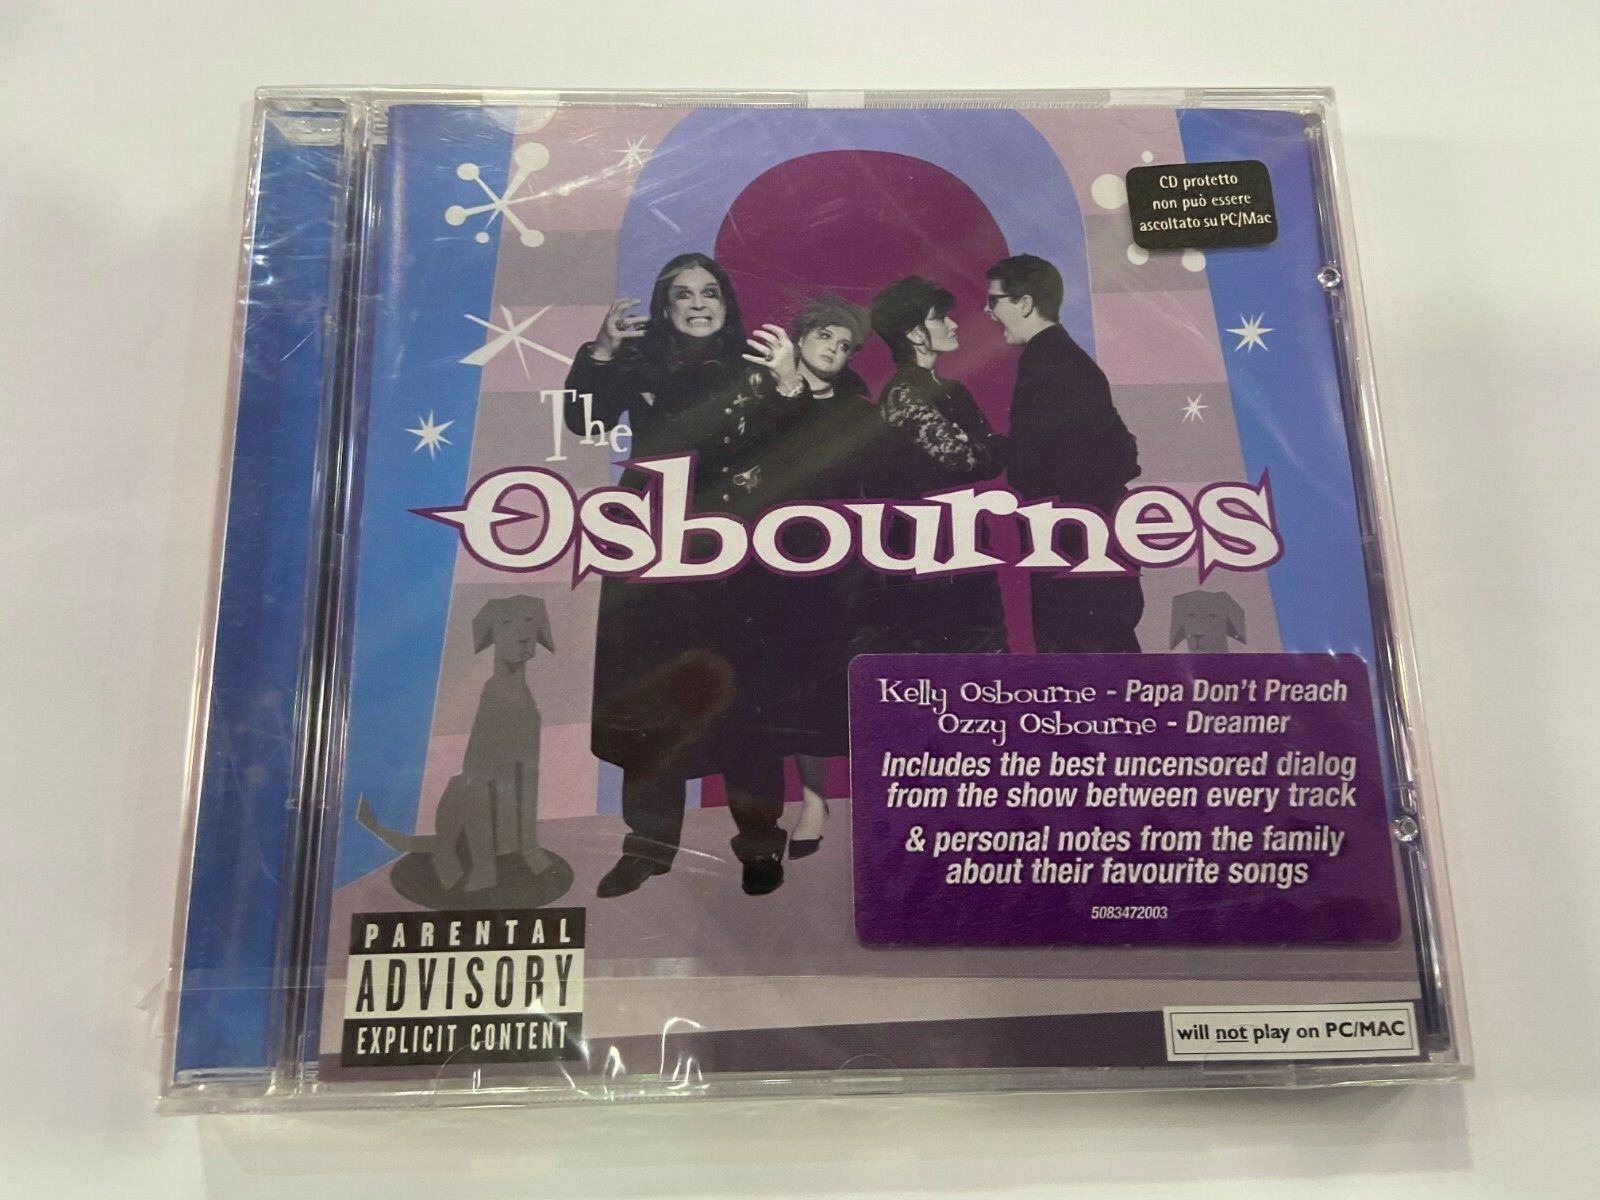 CD protetto
non può essere
ascoltato su PC/Mac
The
Osbournes
Kelly Osbourne - Papa Don't Preach
Ozzy Osbourne - Dreamer
Includes the best uncensored dialog
from the show between every track
& personal notes from the family
about their favourite songs
5083472003
PARENTAL
ADVISORY
EXPLICIT CONTENT
will not play on PC/MAC